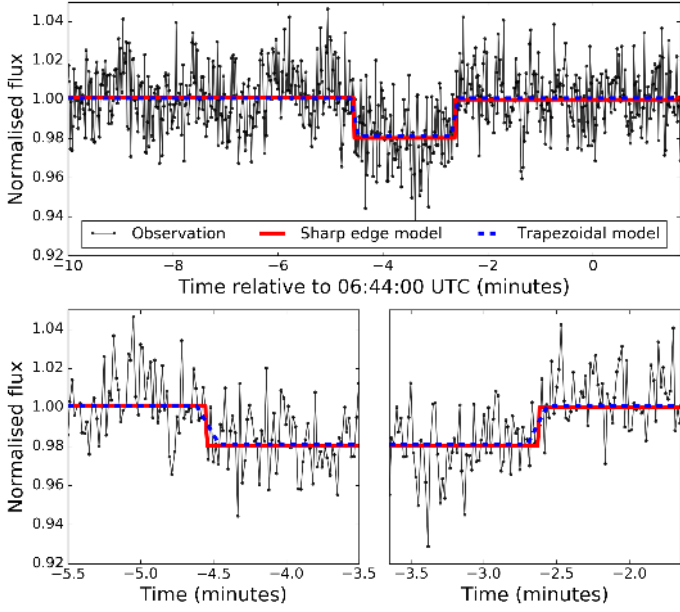 1.04
1.02
1.00
0.98
0.96
0.94
0.92
Normalised flux
Observation Sharp edge model Trapezoidal model
−10 −8 −6 −4 −2 0
Time relative to 06:44:00 UTC (minutes)
1.04
1.02
1.00
0.98
0.96
0.94
0.92
Normalised flux
−5.5 −5.0 −4.5 −4.0 −3.5
Time (minutes)
−3.5 −3.0 −2.5 −2.0
Time (minutes)